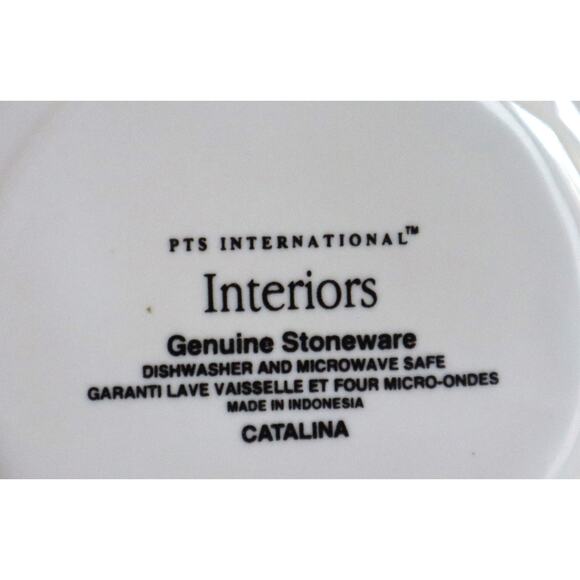 PTS INTERNATIONAL™
Interiors
Genuine Stoneware
DISHWASHER AND MICROWAVE SAFE
GARANTI LAVE VAISSELLE ET FOUR MICRO-ONDES
MADE IN INDONESIA
CATALINA